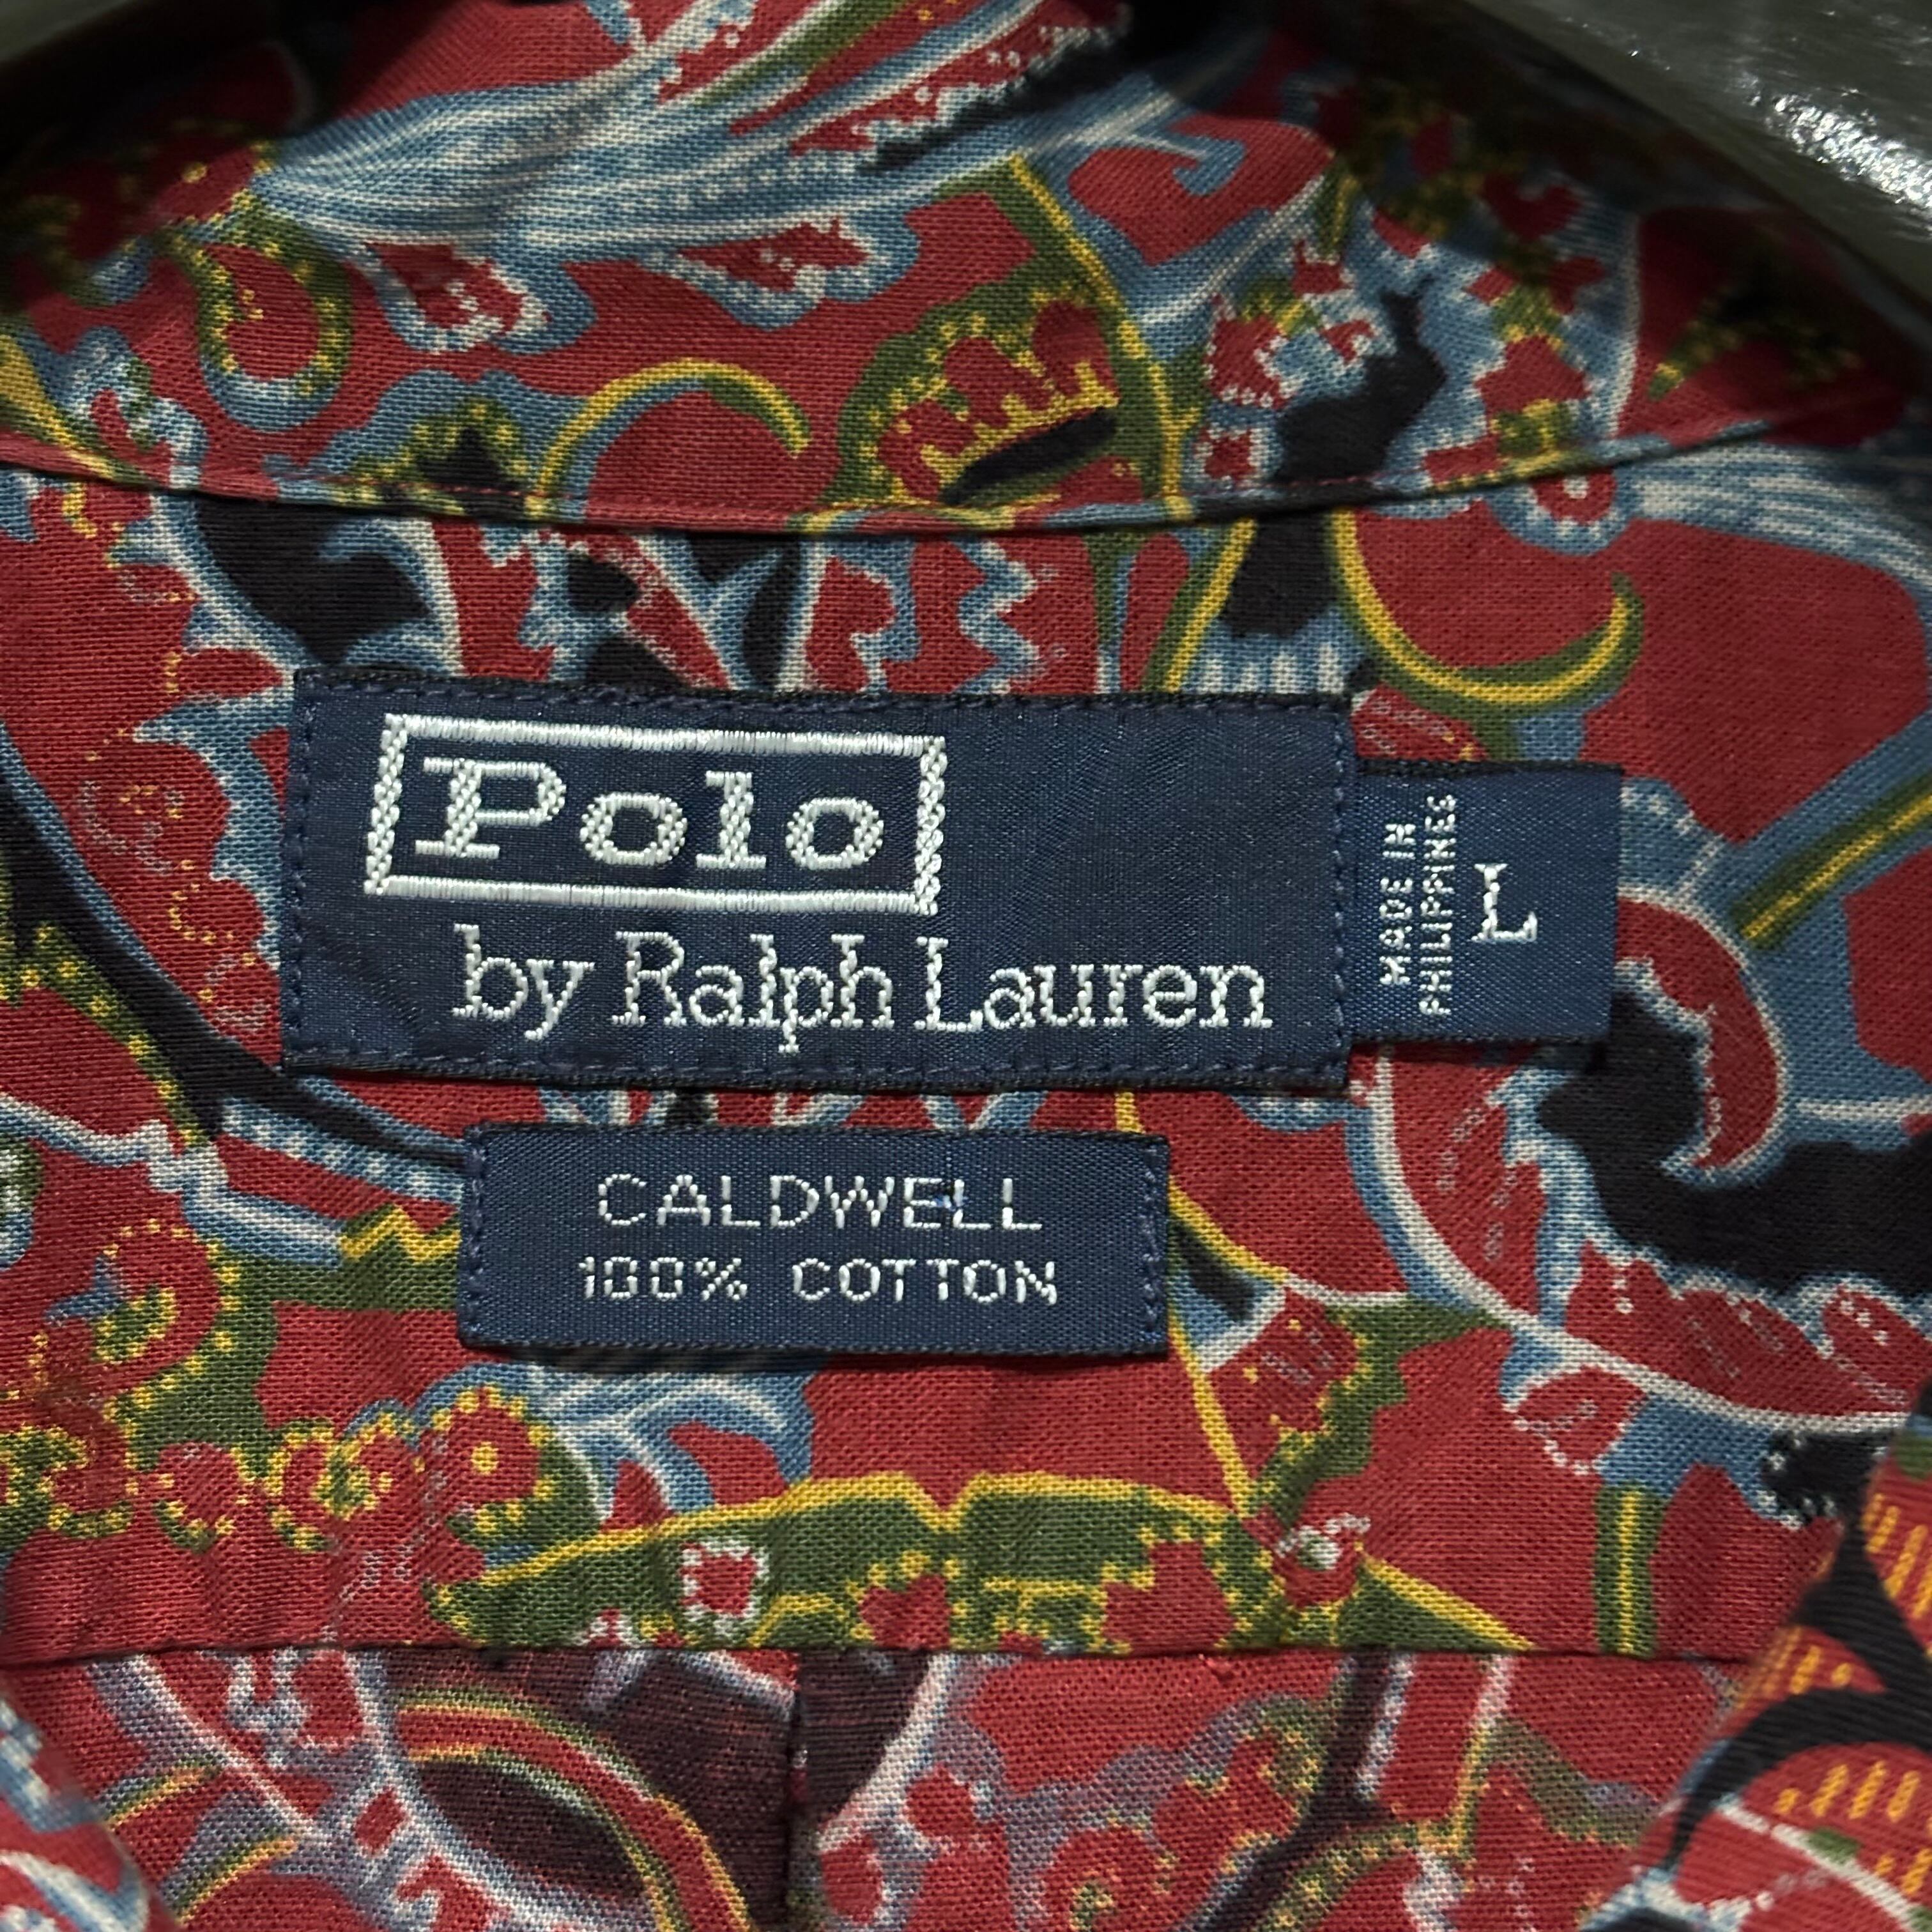 Polo
by Ralph Lauren
MADE IN
PHILIPPINES
L
CALDWELL
100% COTTON